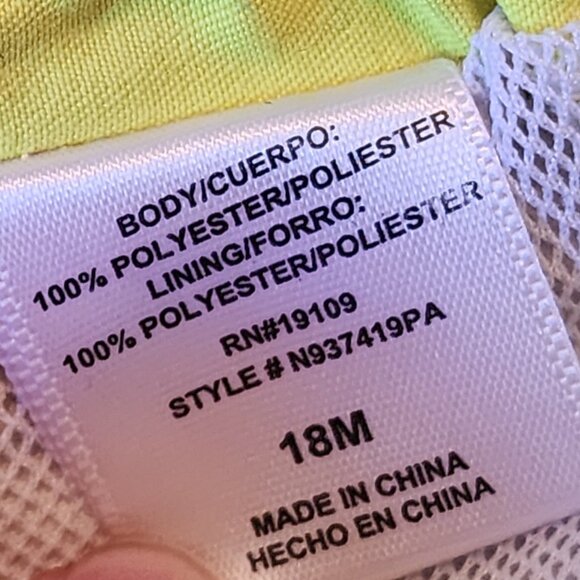 BODY/CUERPO:
100% POLYESTER/POLIESTER
LINING/FORRO:
100% POLYESTER/POLIESTER
RN#19109
STYLE # N937419PA
18M
MADE IN CHINA
HECHO EN CHINA